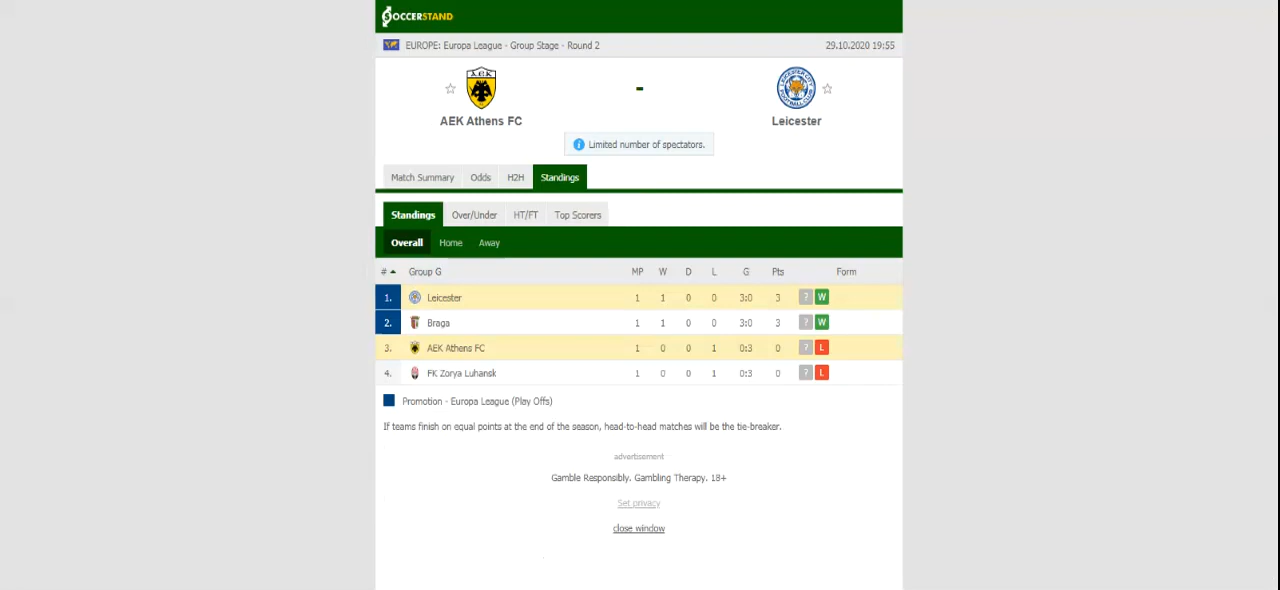 SOCCERSTAND
EUROPE: Europa League - Group Stage - Round 2 29.10.2020 19:55
-
AEK Athens FC Leicester
Limited number of spectators.
Match Summary Odds H2H Standings
Standings Over/Under HT/FT Top Scorers
Overall Home Away
# Group G MP W D L G Pts Form
1. Leicester 1 1 0 0 3:0 3 ? W
2. Braga 1 1 0 0 3:0 3 ? W
3. AEK Athens FC 1 0 0 1 0:3 0 ? L
4. FK Zorya Luhansk 1 0 0 1 0:3 0 ? L
Promotion - Europa League (Play Offs)
If teams finish on equal points at the end of the season, head-to-head matches will be the tie-breaker.
advertisement
Gamble Responsibly. Gambling Therapy. 18+
Set privacy
close window